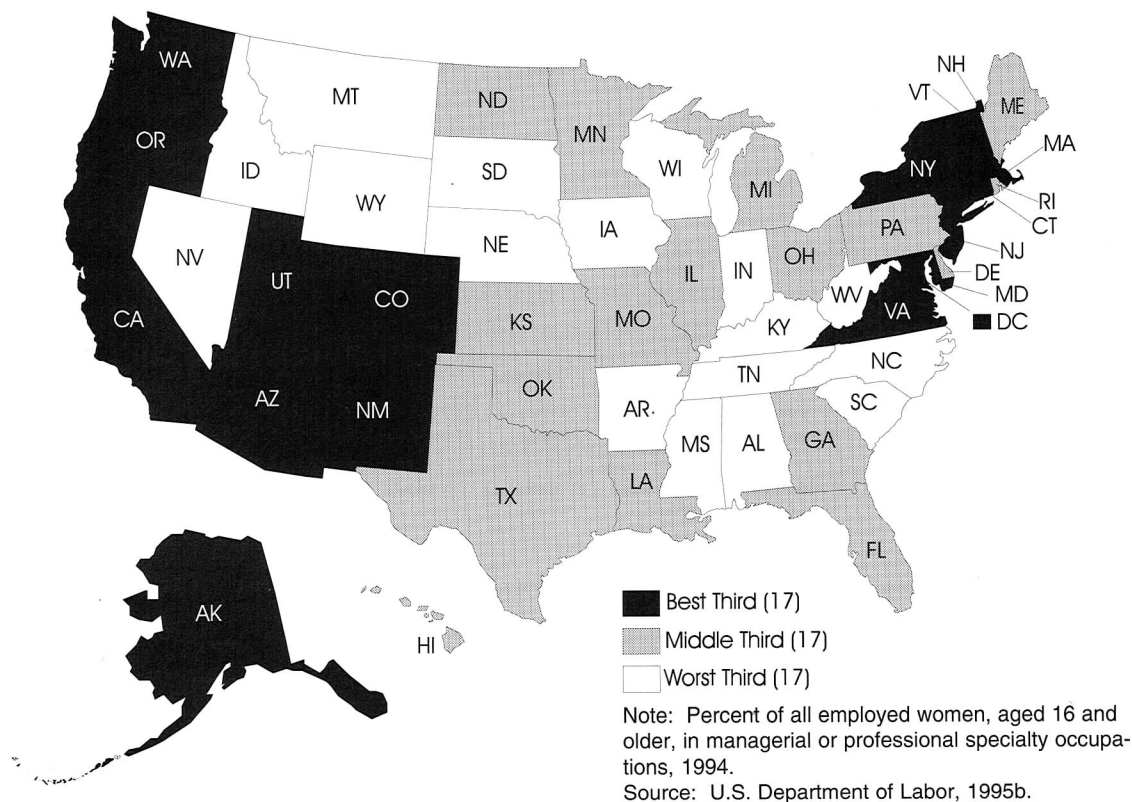 WA
MT
ND
MN
NH
VT
ME
OR
ID
SD
WI
MI
NY
MA
RI
CT
WY
IA
NE
PA
NJ
NV
UT
CO
IL
IN
OH
DE
MD
WV
VA
DC
CA
KS
MO
KY
NC
TN
AZ
NM
OK
AR
SC
MS
AL
GA
TX
LA
FL
AK
HI
Best Third (17)
Middle Third (17)
Worst Third (17)
Note: Percent of all employed women, aged 16 and
older, in managerial or professional specialty occupa-
tions, 1994.
Source: U.S. Department of Labor, 1995b.